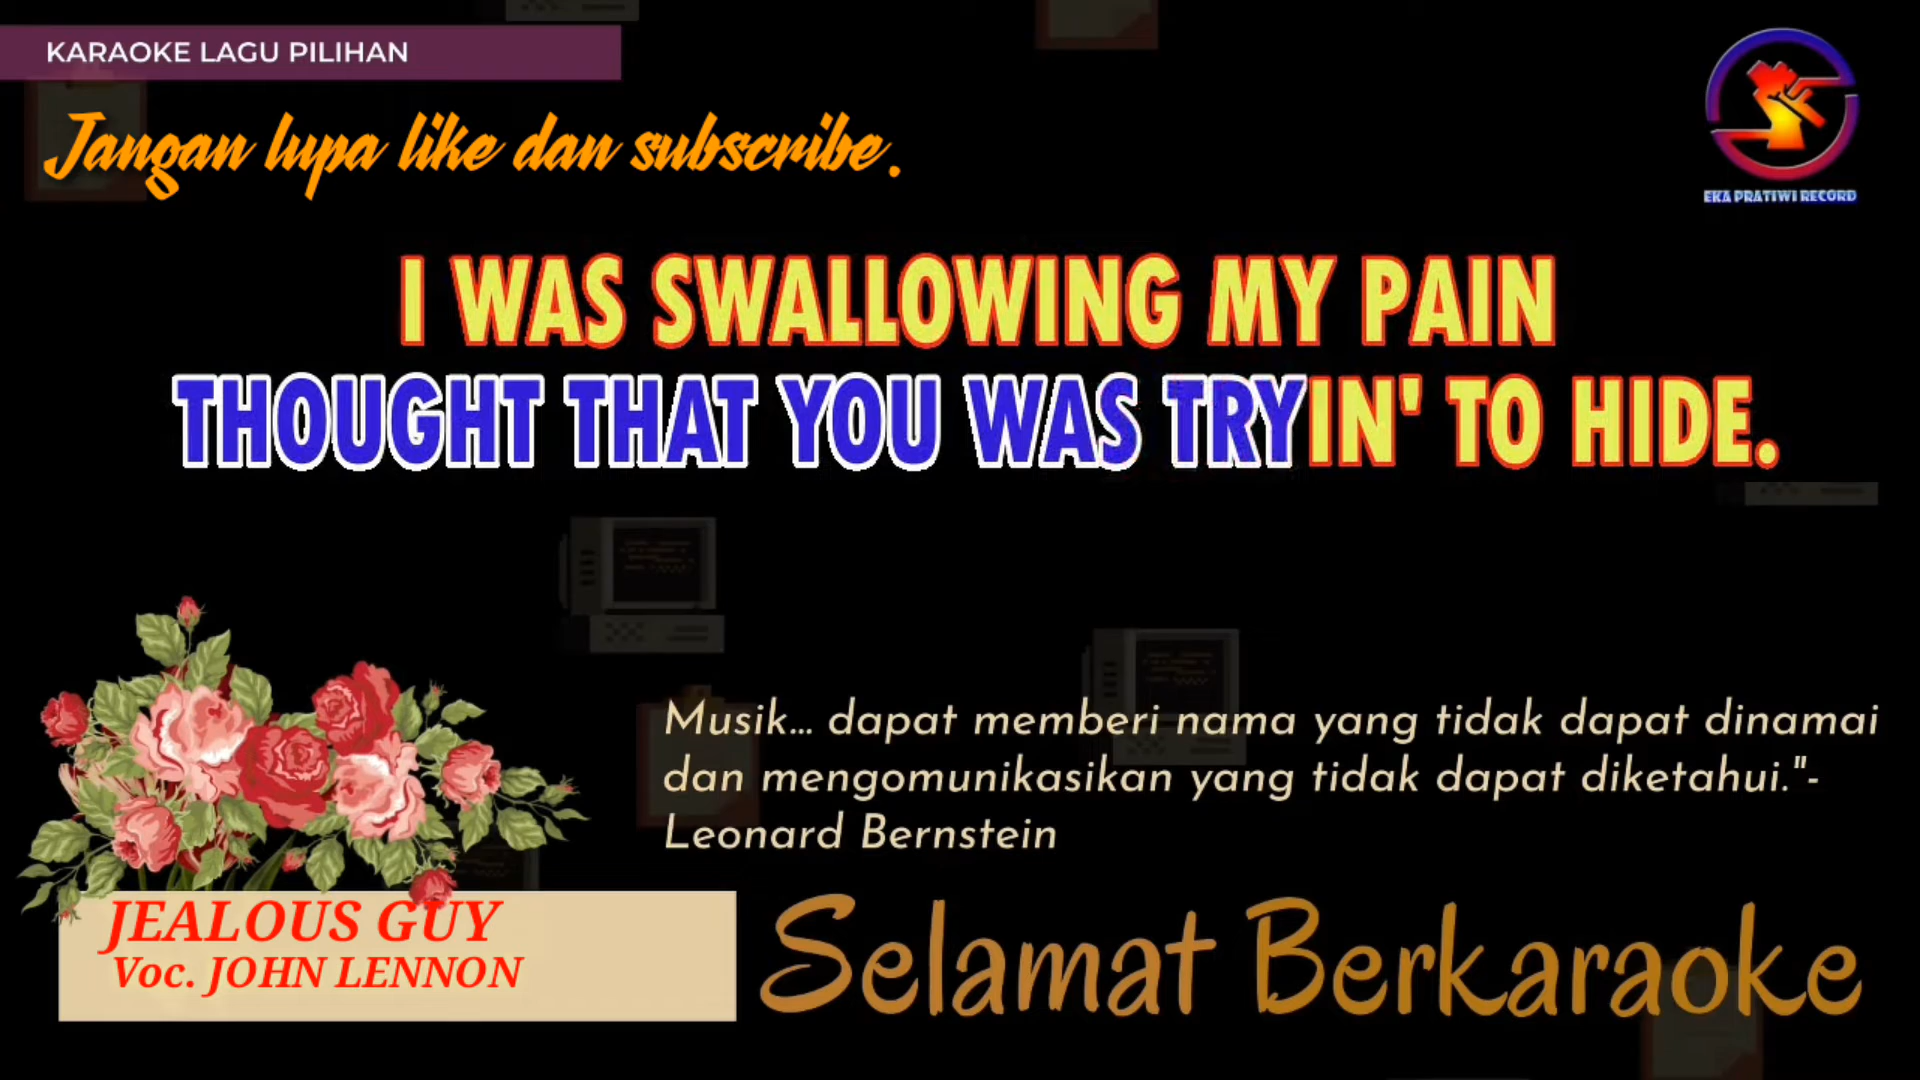 KARAOKE LAGU PILIHAN
Jangan lupa like dan subscribe.
EKA PRATIWI RECORD
I WAS SWALLOWING MY PAIN
THOUGHT THAT YOU WAS TRYIN' TO HIDE.
Musik... dapat memberi nama yang tidak dapat dinamai
dan mengomunikasikan yang tidak dapat diketahui."-
Leonard Bernstein
JEALOUS GUY
Voc. JOHN LENNON
Selamat Berkaraoke